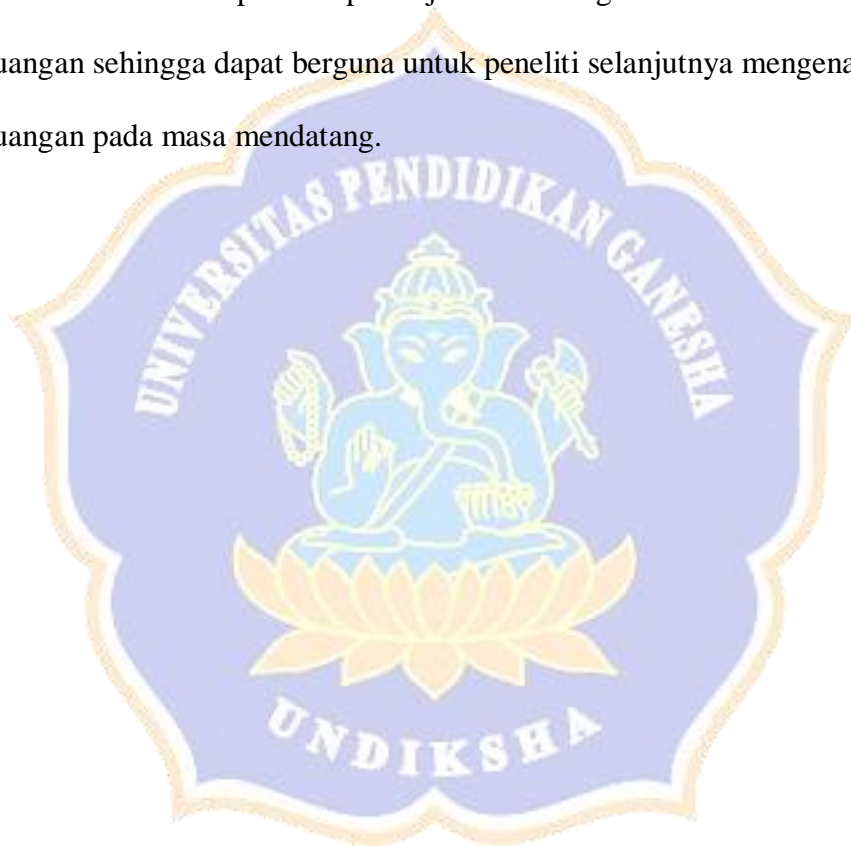 uangan sehingga dapat berguna untuk peneliti selanjutnya mengena
uangan pada masa mendatang.
UNIVERSITAS PENDIDIKAN GANESHA
UNDIKSHA